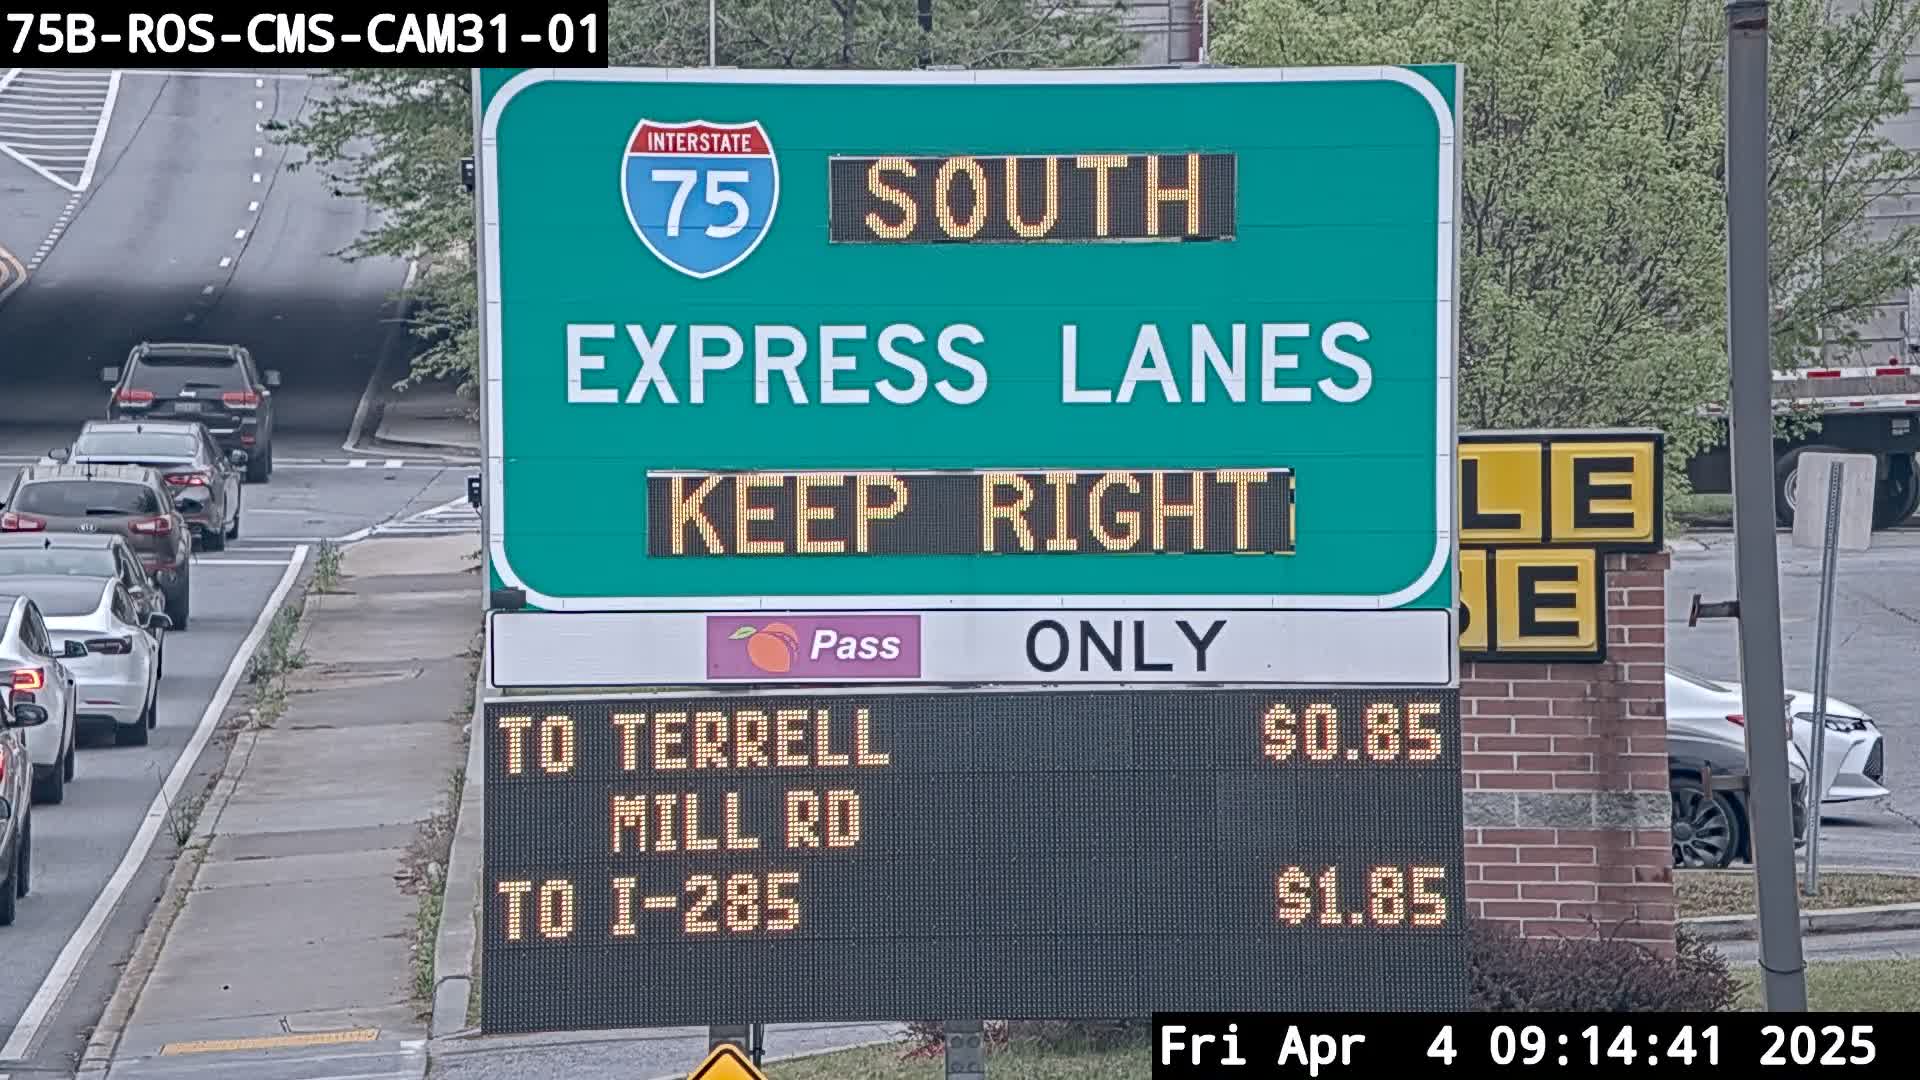 75B-ROS-CMS-CAM31-01
INTERSTATE
75
SOUTH
EXPRESS LANES
KEEP RIGHT
Pass ONLY
TO TERRELL $0.85
MILL RD
TO I-285 $1.85
LE
E
Fri Apr 4 09:14:41 2025